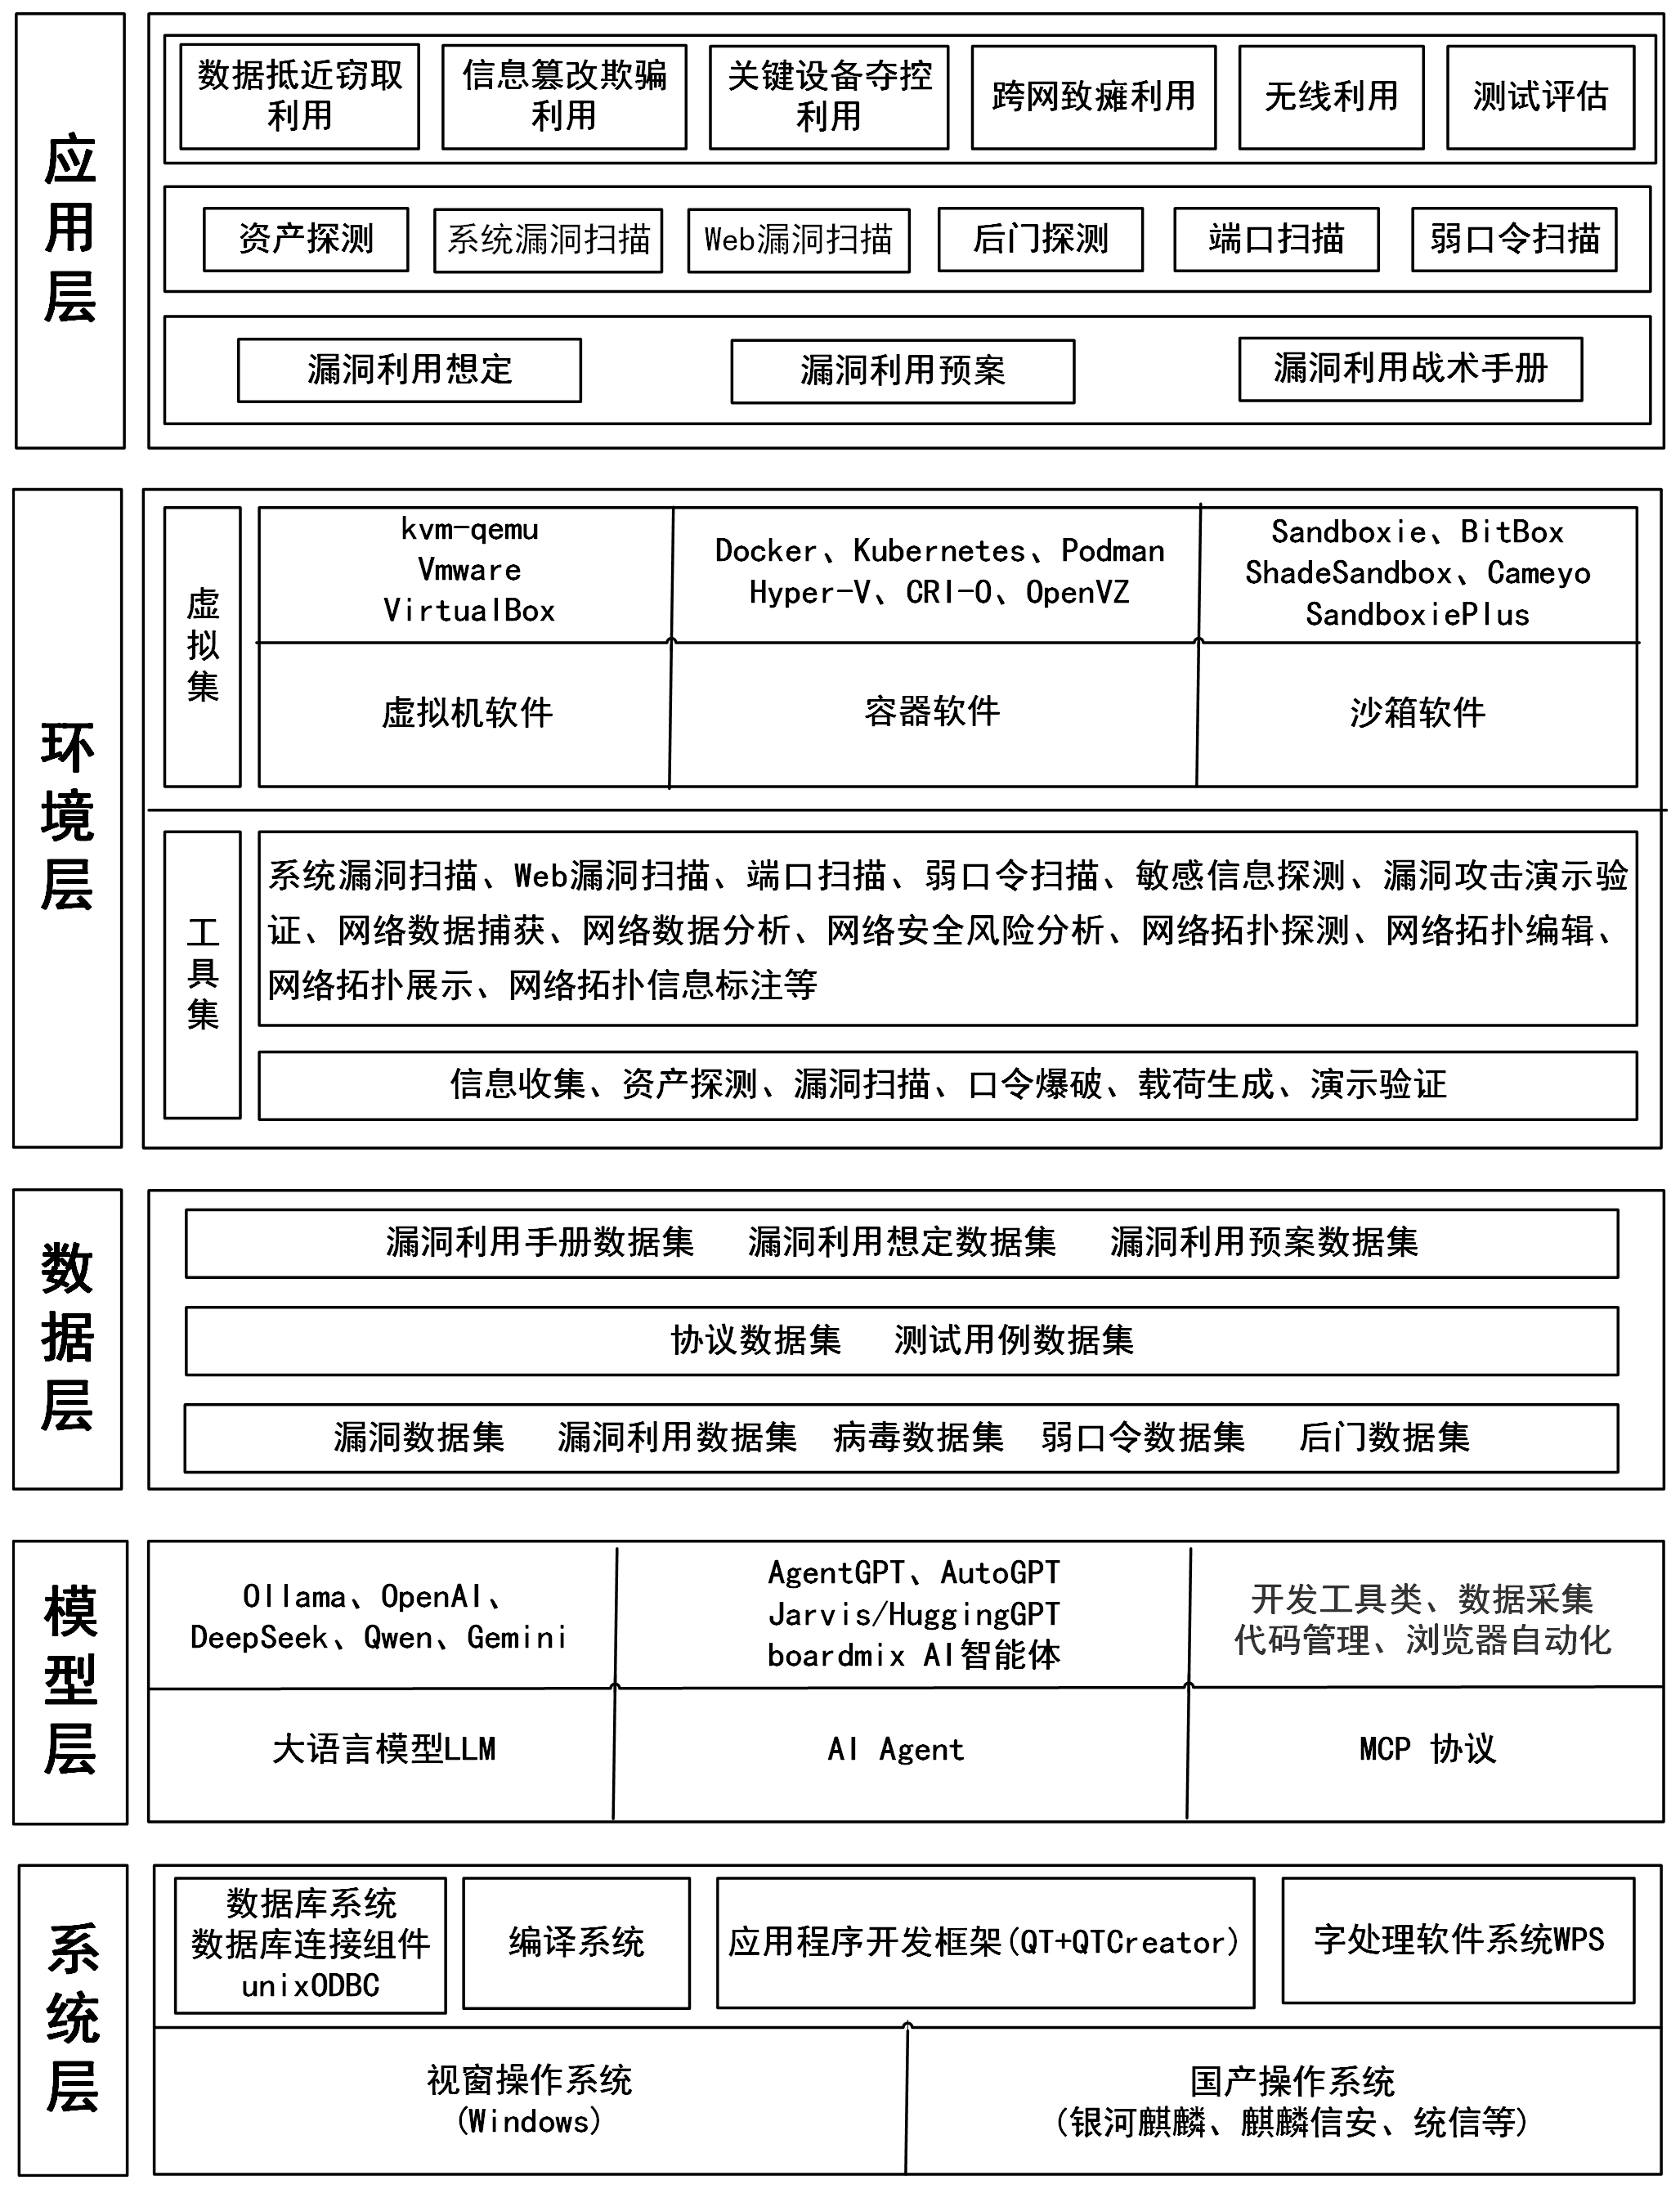 应用层
数据抵近窃取
利用
信息篡改欺骗
利用
关键设备夺控
利用
跨网致瘫利用
无线利用
测试评估
资产探测
系统漏洞扫描
Web漏洞扫描
后门探测
端口扫描
弱口令扫描
漏洞利用想定
漏洞利用预案
漏洞利用战术手册
环境层
虚拟集
kvm-qemu
Vmware
VirtualBox
Docker、Kubernetes、Podman
Hyper-V、CRI-O、OpenVZ
Sandboxie、BitBox
ShadeSandbox、Cameyo
SandboxiePlus
虚拟机软件
容器软件
沙箱软件
工具集
系统漏洞扫描、Web漏洞扫描、端口扫描、弱口令扫描、敏感信息探测、漏洞攻击演示验
证、网络数据捕获、网络数据分析、网络安全风险分析、网络拓扑探测、网络拓扑编辑、
网络拓扑展示、网络拓扑信息标注等
信息收集、资产探测、漏洞扫描、口令爆破、载荷生成、演示验证
数据层
漏洞利用手册数据集 漏洞利用想定数据集 漏洞利用预案数据集
协议数据集 测试用例数据集
漏洞数据集 漏洞利用数据集 病毒数据集 弱口令数据集 后门数据集
模型层
Ollama、OpenAI、
DeepSeek、Qwen、Gemini
AgentGPT、AutoGPT
Jarvis/HuggingGPT
boardmix AI智能体
开发工具类、数据采集
代码管理、浏览器自动化
大语言模型LLM
AI Agent
MCP 协议
系统层
数据库系统
数据库连接组件
unixODBC
编译系统
应用程序开发框架(QT+QTCreator)
字处理软件系统WPS
视窗操作系统
(Windows)
国产操作系统
(银河麒麟、麒麟信安、统信等)